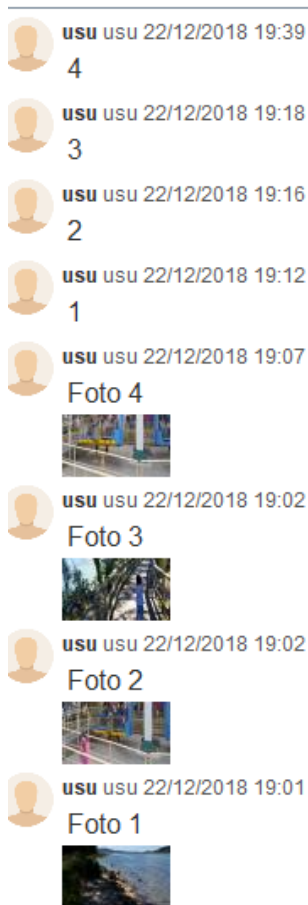 usu usu 22/12/2018 19:39
4
usu usu 22/12/2018 19:18
3
usu usu 22/12/2018 19:16
2
usu usu 22/12/2018 19:12
1
usu usu 22/12/2018 19:07
Foto 4
usu usu 22/12/2018 19:02
Foto 3
usu usu 22/12/2018 19:02
Foto 2
usu usu 22/12/2018 19:01
Foto 1